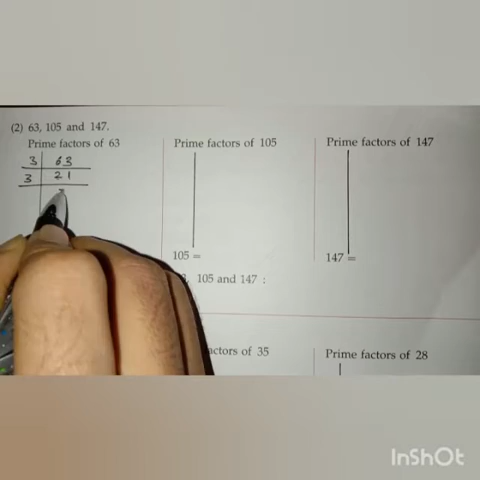 (2) 63, 105 and 147.
Prime factors of 63
3 63
3 21
Prime factors of 105
105 =
Prime factors of 147
147 =
105 and 147 :
actors of 35
Prime factors of 28
InShOt